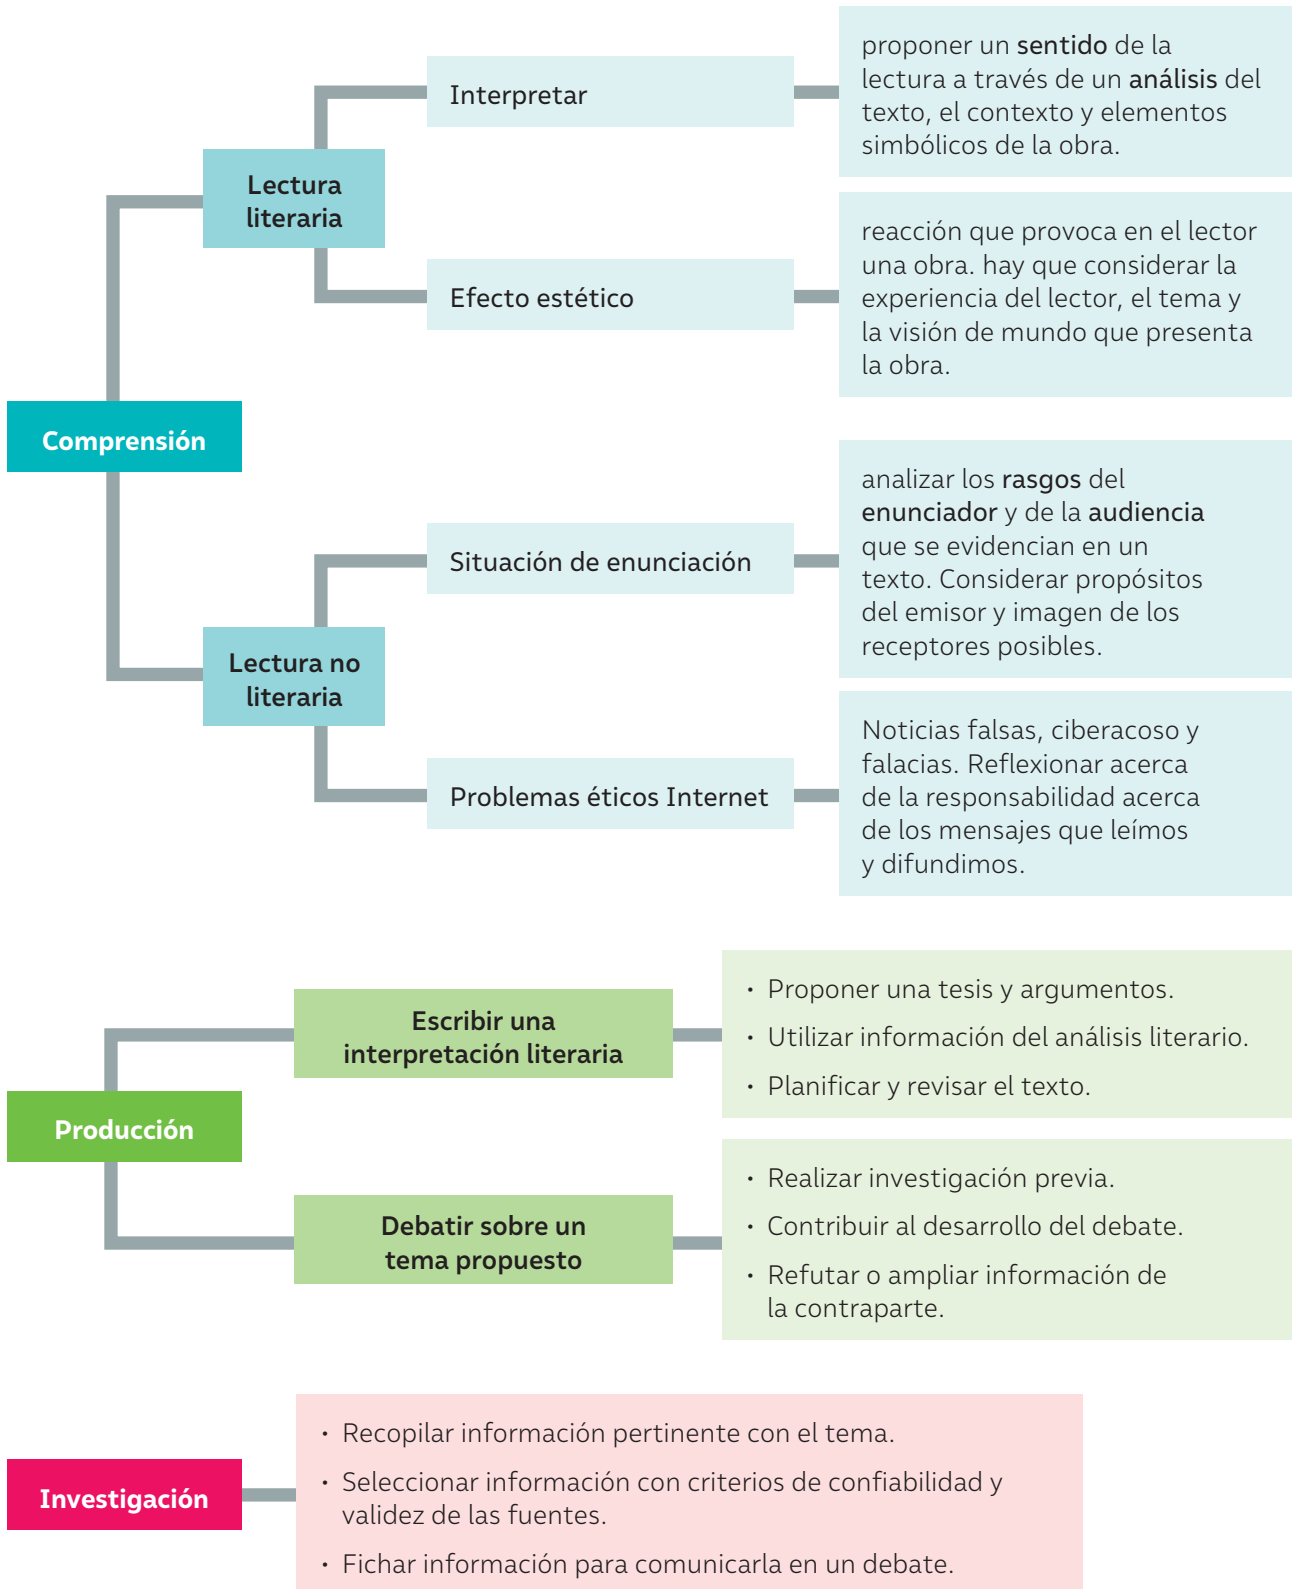 Comprensión
Lectura
literaria
Interpretar
proponer un sentido de la
lectura a través de un análisis del
texto, el contexto y elementos
simbólicos de la obra.
Efecto estético
reacción que provoca en el lector
una obra. hay que considerar la
experiencia del lector, el tema y
la visión de mundo que presenta
la obra.
Lectura no
literaria
Situación de enunciación
analizar los rasgos del
enunciador y de la audiencia
que se evidencian en un
texto. Considerar propósitos
del emisor y imagen de los
receptores posibles.
Problemas éticos Internet
Noticias falsas, ciberacoso y
falacias. Reflexionar acerca
de la responsabilidad acerca
de los mensajes que leímos
y difundimos.
Producción
Escribir una
interpretación literaria
• Proponer una tesis y argumentos.
• Utilizar información del análisis literario.
• Planificar y revisar el texto.
Debatir sobre un
tema propuesto
• Realizar investigación previa.
• Contribuir al desarrollo del debate.
• Refutar o ampliar información de
la contraparte.
Investigación
• Recopilar información pertinente con el tema.
• Seleccionar información con criterios de confiabilidad y
validez de las fuentes.
• Fichar información para comunicarla en un debate.